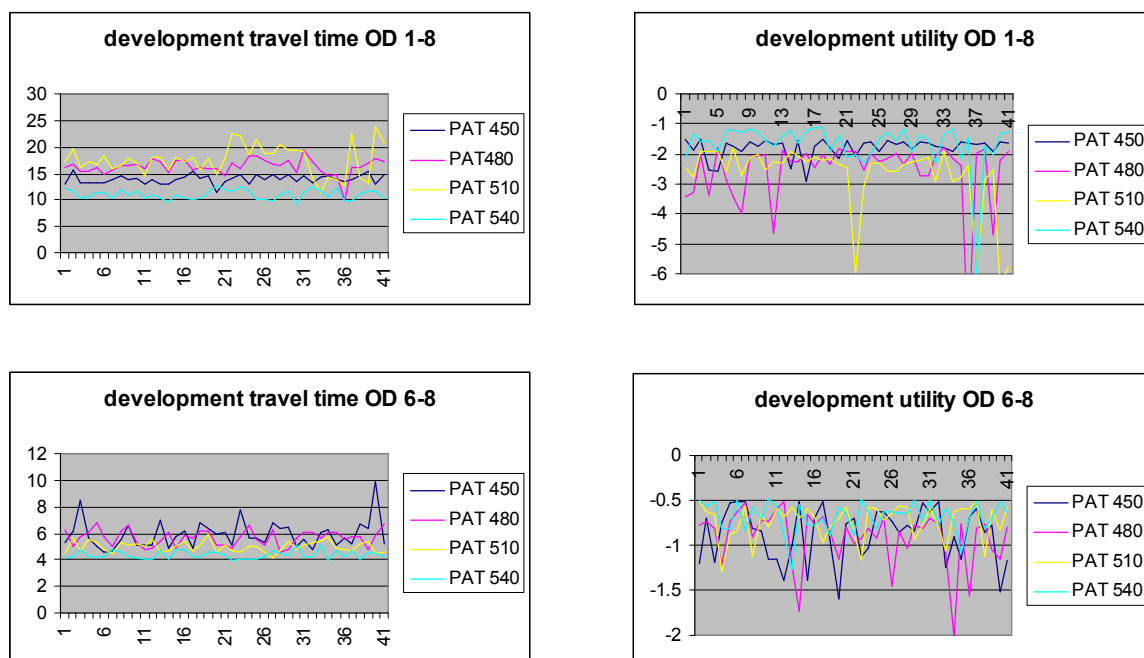 development travel time OD 1-8
30
25
20
15
10
5
0
1 6 11 16 21 26 31 36 41
PAT 450
PAT480
PAT 510
PAT 540
development utility OD 1-8
0
-1
-2
-3
-4
-5
-6
1 5 9 13 17 21 25 29 33 37 41
PAT 450
PAT 480
PAT 510
PAT 540
development travel time OD 6-8
12
10
8
6
4
2
0
1 6 11 16 21 26 31 36 41
PAT 450
PAT 480
PAT 510
PAT 540
development utility OD 6-8
0
-0.5
-1
-1.5
-2
1 6 11 16 21 26 31 36 41
PAT 450
PAT 480
PAT 510
PAT 540